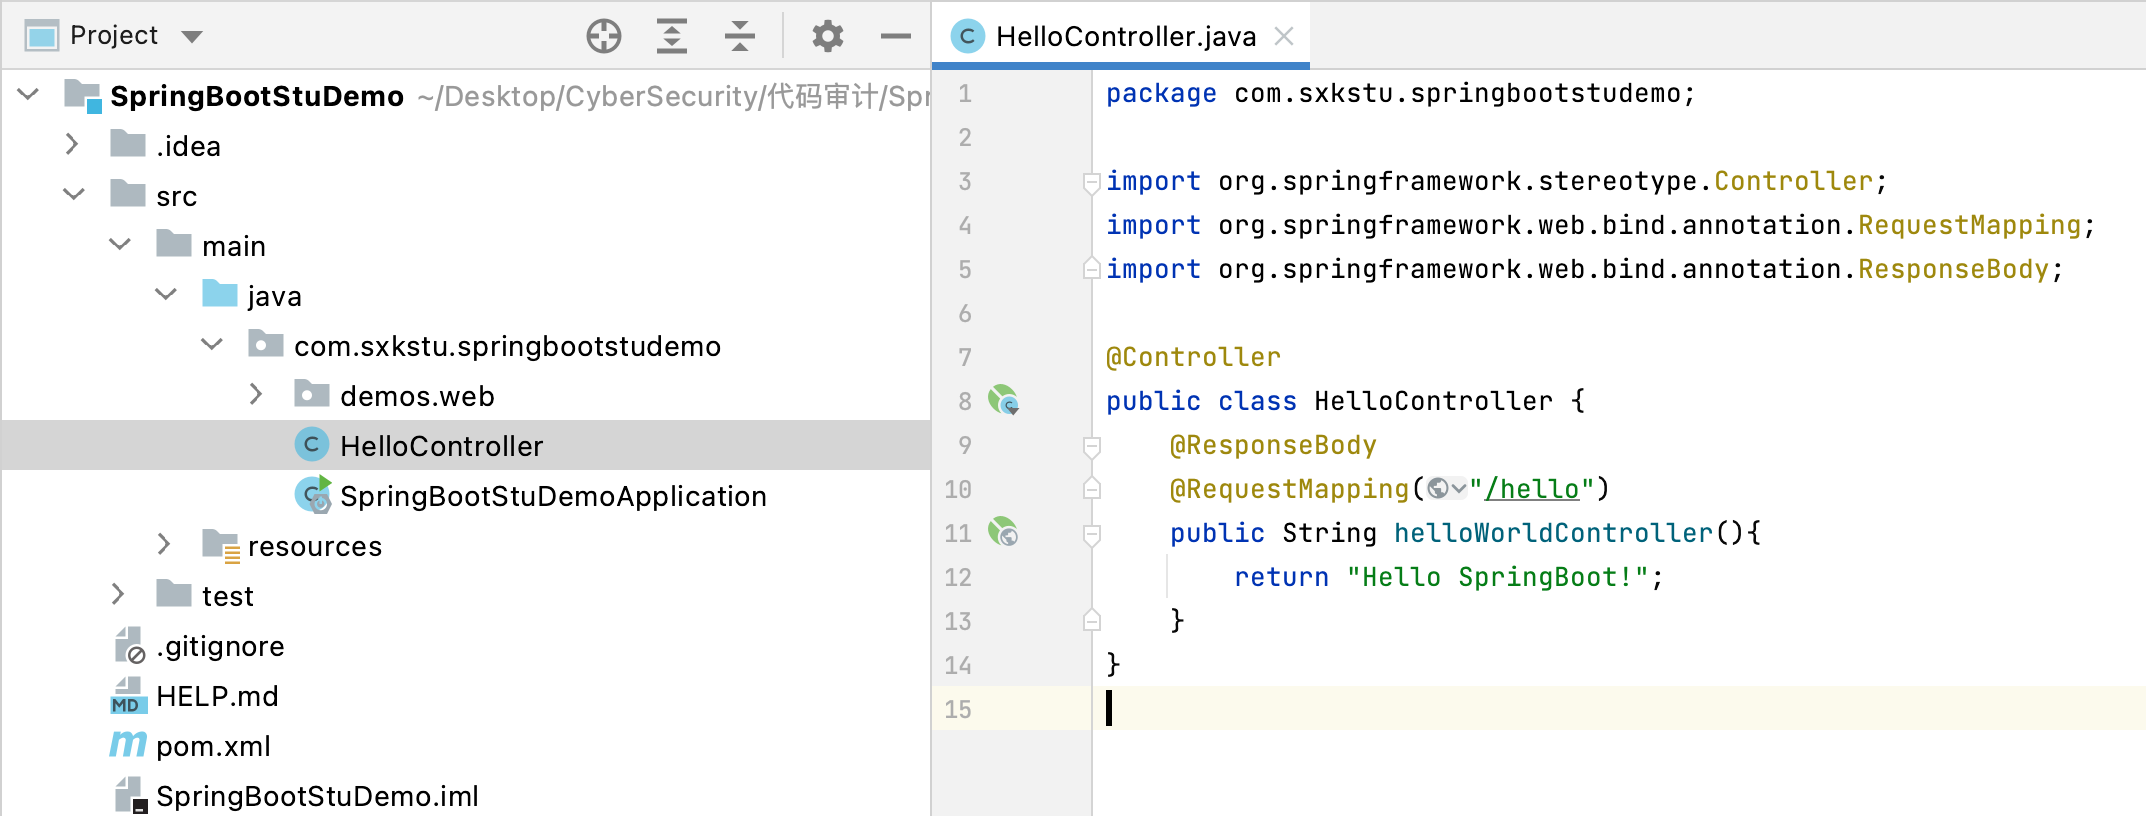 Project
SpringBootStuDemo ~/Desktop/CyberSecurity/代码审计/Spr
.idea
src
main
java
com.sxkstu.springbootstudemo
demos.web
HelloController
SpringBootStuDemoApplication
resources
test
.gitignore
HELP.md
pom.xml
SpringBootStuDemo.iml
HelloController.java
1 package com.sxkstu.springbootstudemo;
2
3 import org.springframework.stereotype.Controller;
4 import org.springframework.web.bind.annotation.RequestMapping;
5 import org.springframework.web.bind.annotation.ResponseBody;
6
7 @Controller
8 public class HelloController {
9 @ResponseBody
10 @RequestMapping("/hello")
11 public String helloWorldController(){
12 return "Hello SpringBoot!";
13 }
14 }
15